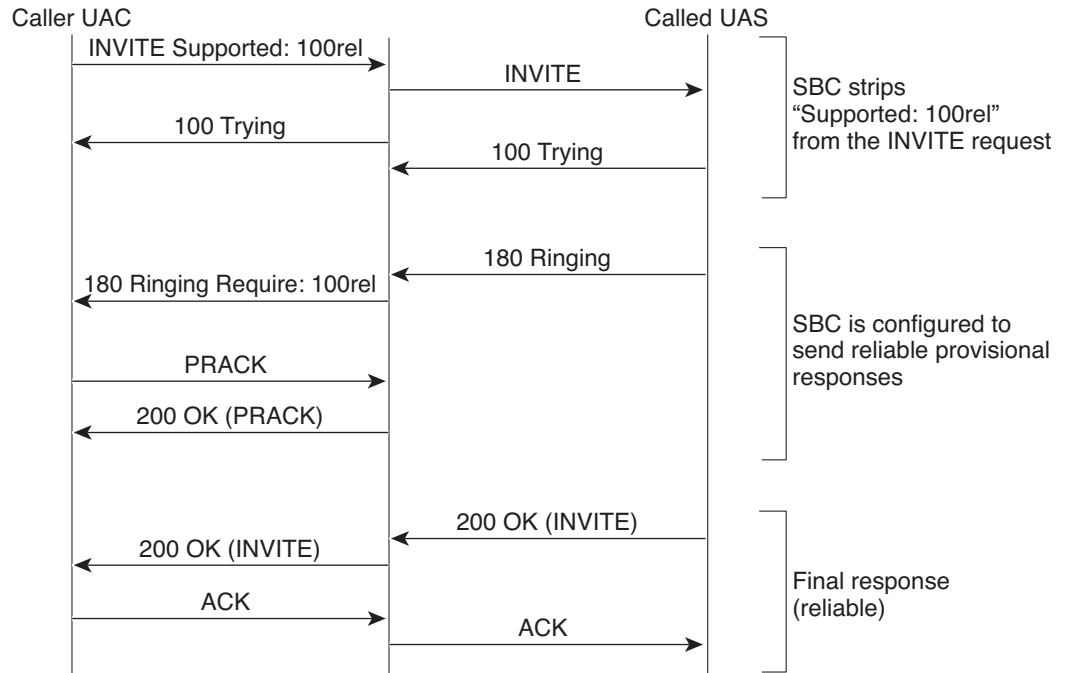 Caller UAC
Called UAS
INVITE Supported: 100rel
INVITE
SBC strips
“Supported: 100rel”
from the INVITE request
100 Trying
100 Trying
180 Ringing
180 Ringing Require: 100rel
SBC is configured to
send reliable provisional
responses
PRACK
200 OK (PRACK)
200 OK (INVITE)
200 OK (INVITE)
Final response
(reliable)
ACK
ACK